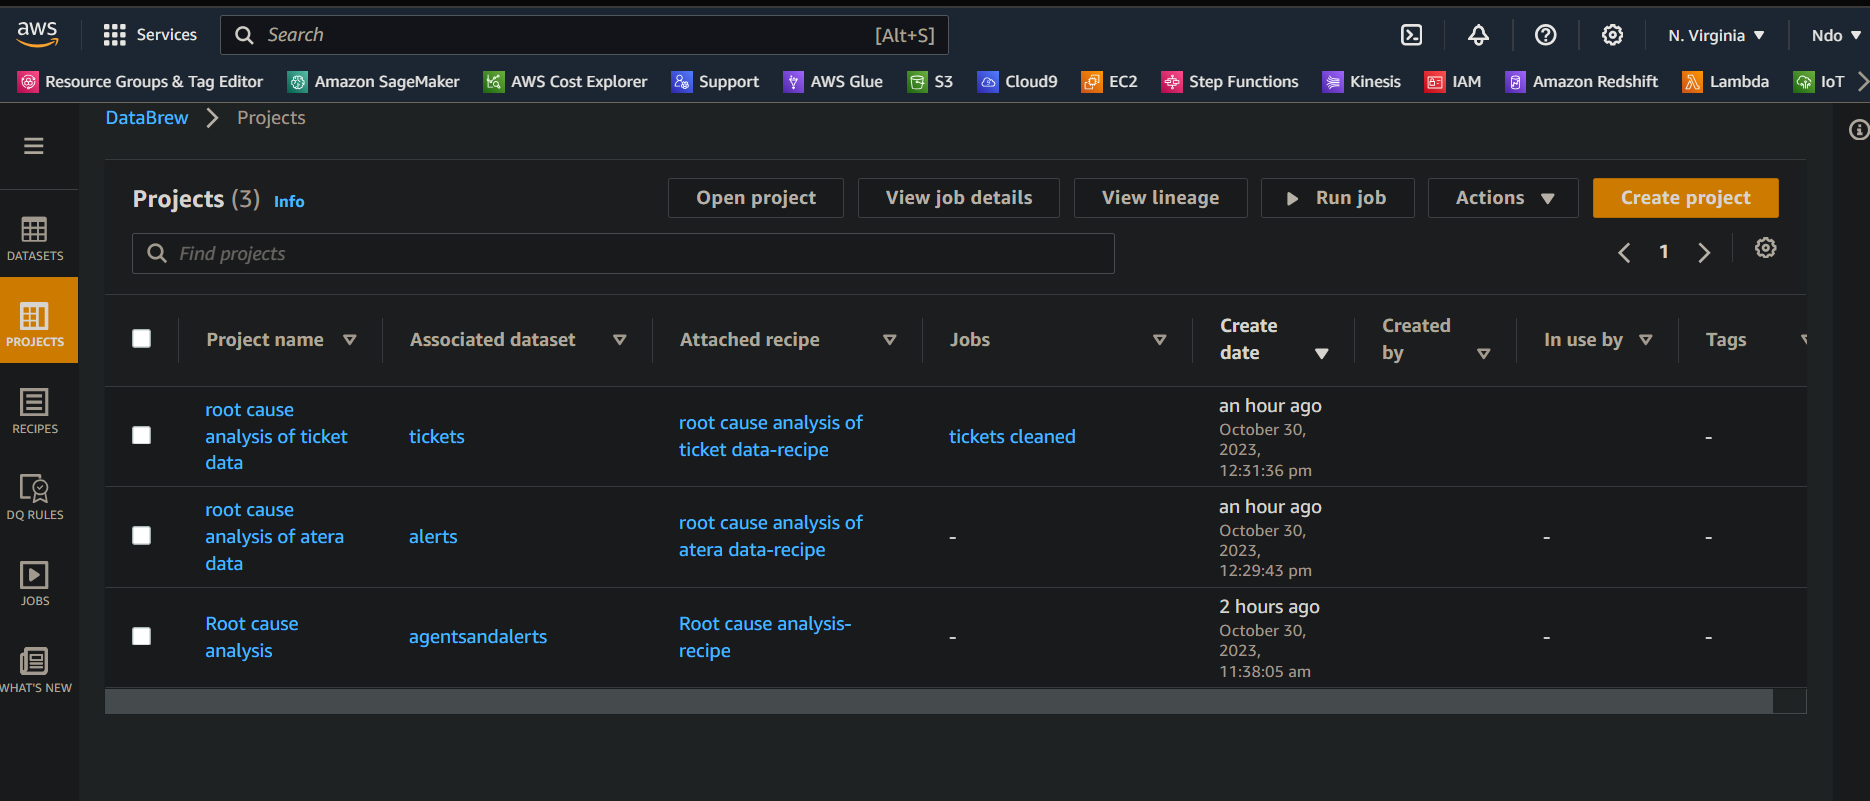 aws
Services
Search
[Alt+S]
N. Virginia
Ndo
Resource Groups & Tag Editor
Amazon SageMaker
AWS Cost Explorer
Support
AWS Glue
S3
Cloud9
EC2
Step Functions
Kinesis
IAM
Amazon Redshift
Lambda
IoT
DataBrew
Projects
DATASETS
PROJECTS
RECIPES
DQ RULES
JOBS
WHAT'S NEW
Projects (3) Info
Open project
View job details
View lineage
Run job
Actions
Create project
Find projects
1
Project name
Associated dataset
Attached recipe
Jobs
Create
date
Created
by
In use by
Tags
root cause
analysis of ticket
data
tickets
root cause analysis of
ticket data-recipe
tickets cleaned
an hour ago
October 30,
2023,
12:31:36 pm
-
root cause
analysis of atera
data
alerts
root cause analysis of
atera data-recipe
-
an hour ago
October 30,
2023,
12:29:43 pm
-
-
Root cause
analysis
agentsandalerts
Root cause analysis-
recipe
-
2 hours ago
October 30,
2023,
11:38:05 am
-
-